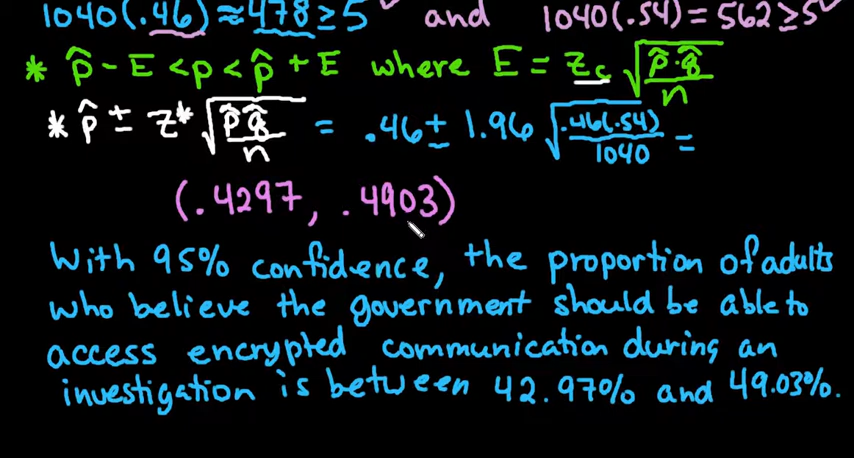 1040(.46) ≈ 478 ≥ 5 and 1040(.54) = 562 ≥ 5
* p̂ - E < p < p̂ + E where E = z_c √(p̂·q̂/n)
* p̂ ± z* √(p̂q̂/n) = .46 ± 1.96 √(.46(.54)/1040) =
(.4297, .4903)
With 95% confidence, the proportion of adults
who believe the government should be able to
access encrypted communication during an
investigation is between 42.97% and 49.03%.